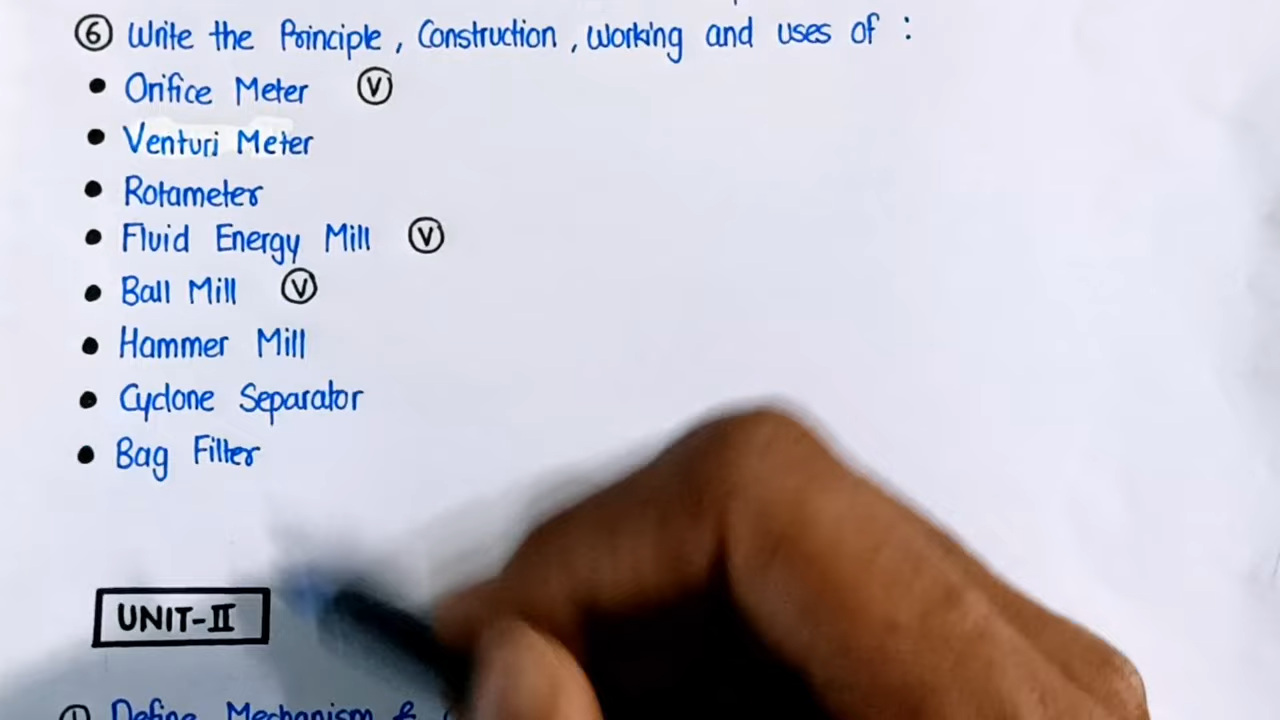 ⑥ Write the Principle, Construction, Working and uses of :
• Orifice Meter Ⓥ
• Venturi Meter
• Rotameter
• Fluid Energy Mill Ⓥ
• Ball Mill Ⓥ
• Hammer Mill
• Cyclone Separator
• Bag Filter
UNIT-II
① Define Mechanism &